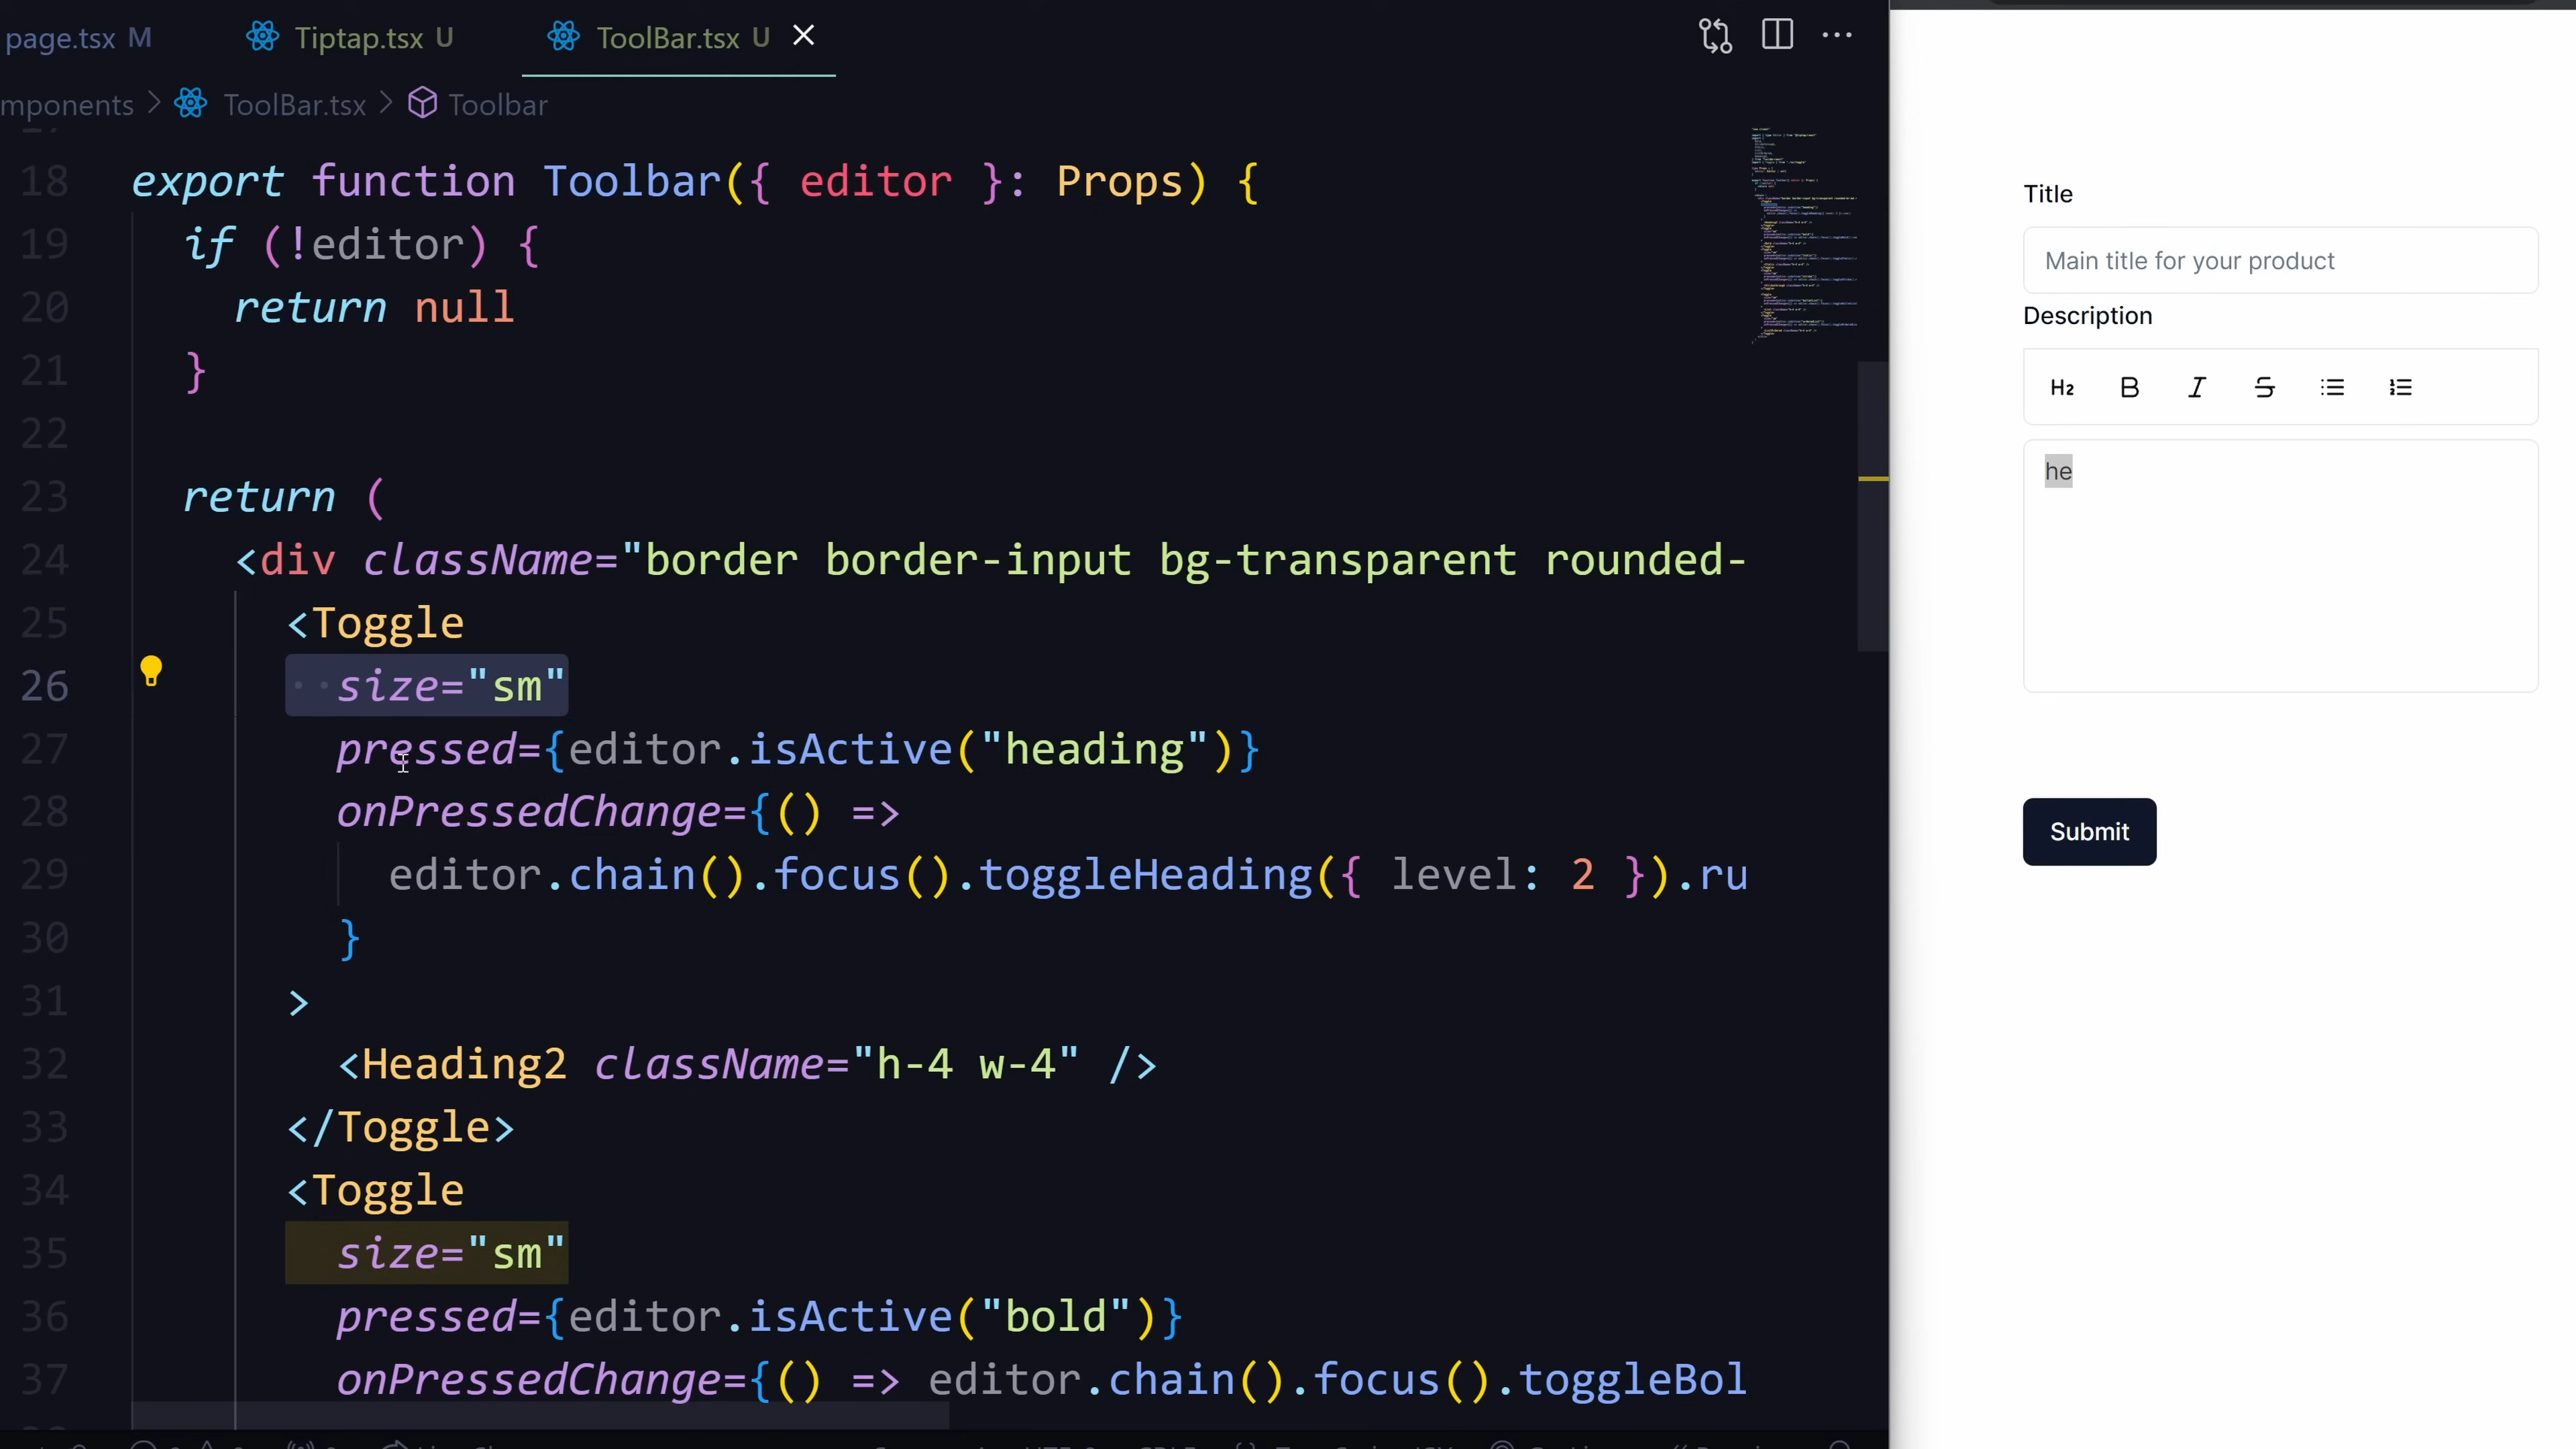 page.tsx M
Tiptap.tsx U
ToolBar.tsx U
mponents > ToolBar.tsx > Toolbar
18 export function Toolbar({ editor }: Props) {
19 if (!editor) {
20 return null
21 }
22
23 return (
24 <div className="border border-input bg-transparent rounded-
25 <Toggle
26 size="sm"
27 pressed={editor.isActive("heading")}
28 onPressedChange={() =>
29 editor.chain().focus().toggleHeading({ level: 2 }).ru
30 }
31 >
32 <Heading2 className="h-4 w-4" />
33 </Toggle>
34 <Toggle
35 size="sm"
36 pressed={editor.isActive("bold")}
37 onPressedChange={() => editor.chain().focus().toggleBol
Title
Main title for your product
Description
H2 B I S
he
Submit